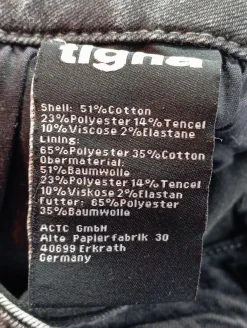 tigha
Shell: 51%Cotton
23%Polyester 14%Tencel
10%Viscose 2%Elastane
Lining:
65%Polyester 35%Cotton
Obermaterial:
51%Baumwolle
23%Polyester 14%Tencel
10%Viskose 2%Elastan
Futter: 65%Polyester
35%Baumwolle
ACTC GmbH
Alte Papierfabrik 30
40699 Erkrath
Germany